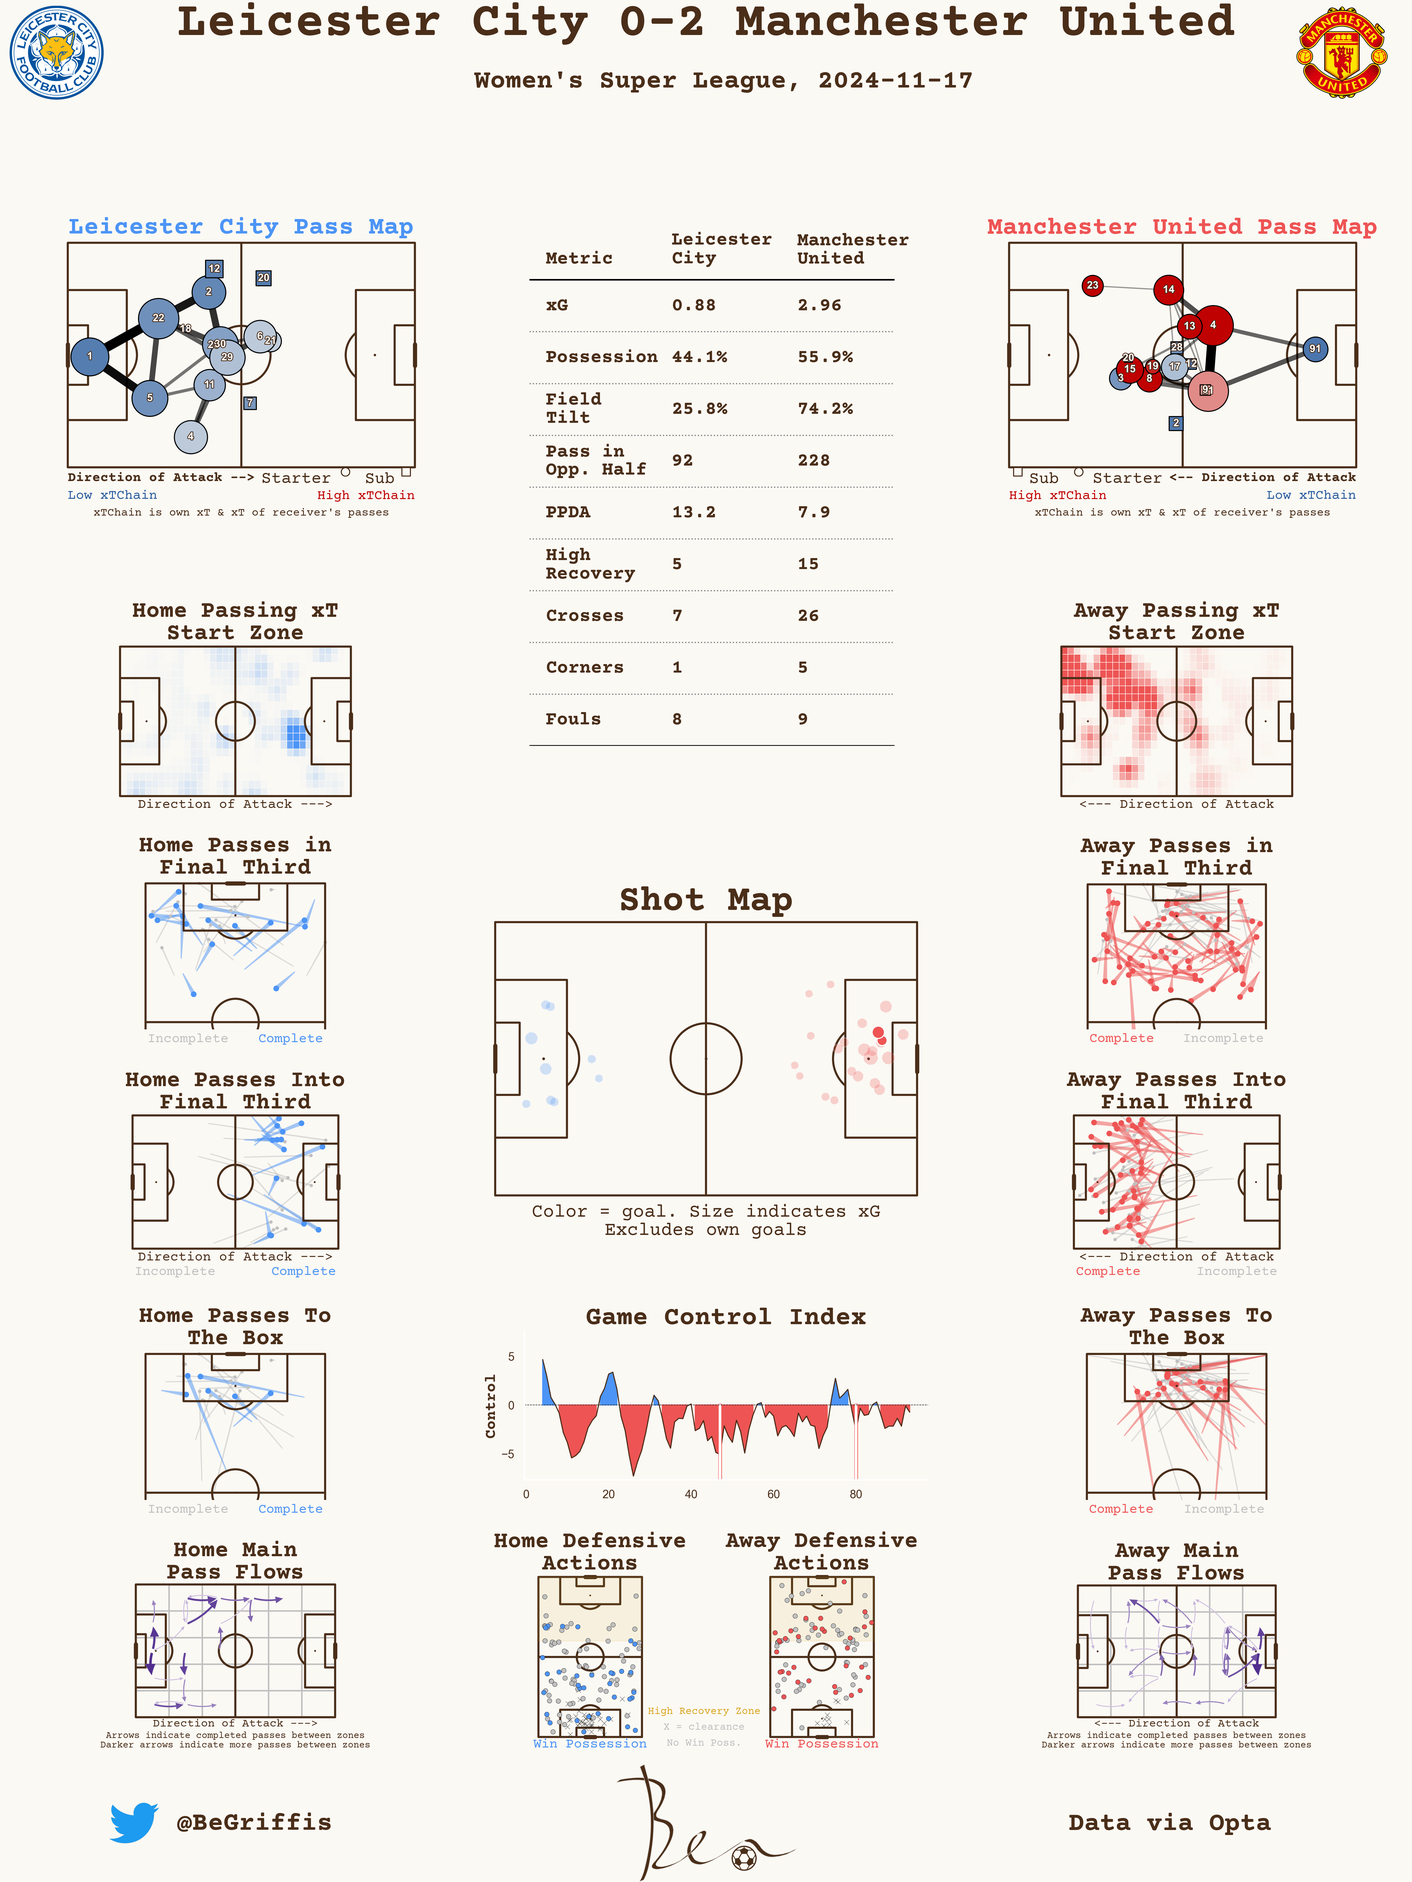 Leicester City 0-2 Manchester United
Women's Super League, 2024-11-17
LEICESTER CITY
FOOTBALL CLUB
MANCHESTER
UNITED
Leicester City Pass Map
12
20
2
22
18
6
21
1
29
11
5
7
4
Direction of Attack --> Starter Sub
Low xTChain High xTChain
xTChain is own xT & xT of receiver's passes
Metric
Leicester
City
Manchester
United
xG 0.88 2.96
Possession 44.1% 55.9%
Field
Tilt 25.8% 74.2%
Pass in
Opp. Half 92 228
PPDA 13.2 7.9
High
Recovery 5 15
Crosses 7 26
Corners 1 5
Fouls 8 9
Manchester United Pass Map
23
14
13
4
28
91
20
15
19
17
12
3
8
2
Sub Starter <-- Direction of Attack
High xTChain Low xTChain
xTChain is own xT & xT of receiver's passes
Home Passing xT
Start Zone
Direction of Attack --->
Away Passing xT
Start Zone
<--- Direction of Attack
Home Passes in
Final Third
Incomplete Complete
Away Passes in
Final Third
Complete Incomplete
Shot Map
Color = goal. Size indicates xG
Excludes own goals
Home Passes Into
Final Third
Direction of Attack --->
Incomplete Complete
Away Passes Into
Final Third
<--- Direction of Attack
Complete Incomplete
Home Passes To
The Box
Incomplete Complete
Game Control Index
Control
5
0
−5
0 20 40 60 80
Away Passes To
The Box
Complete Incomplete
Home Main
Pass Flows
Direction of Attack --->
Arrows indicate completed passes between zones
Darker arrows indicate more passes between zones
Home Defensive
Actions
Win Possession
Away Defensive
Actions
Win Possession
High Recovery Zone
X = clearance
No Win Poss.
Away Main
Pass Flows
<--- Direction of Attack
Arrows indicate completed passes between zones
Darker arrows indicate more passes between zones
@BeGriffis
Ben
Data via Opta